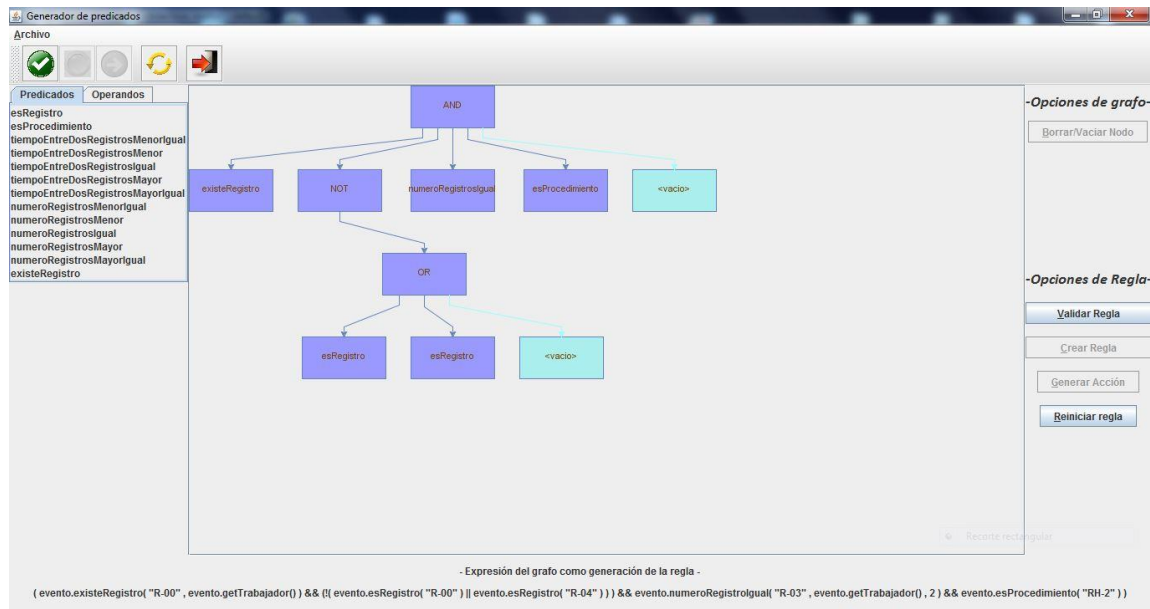 Generador de predicados
Archivo
Predicados Operandos
esRegistro
esProcedimiento
tiempoEntreDosRegistrosMenorIgual
tiempoEntreDosRegistrosMenor
tiempoEntreDosRegistrosIgual
tiempoEntreDosRegistrosMayor
tiempoEntreDosRegistrosMayorIgual
numeroRegistrosMenorIgual
numeroRegistrosMenor
numeroRegistrosIgual
numeroRegistrosMayor
numeroRegistrosMayorIgual
existeRegistro
AND
existeRegistro NOT numeroRegistrosIgual esProcedimiento <vacio>
OR
esRegistro esRegistro <vacio>
-Opciones de grafo-
Borrar/Vaciar Nodo
-Opciones de Regla-
Validar Regla
Crear Regla
Generar Acción
Reiniciar regla
Recorte rectangular
- Expresión del grafo como generación de la regla -
( evento.existeRegistro( "R-00" , evento.getTrabajador() ) && (!( evento.esRegistro( "R-00" ) || evento.esRegistro( "R-04" ) ) ) && evento.numeroRegistroIgual( "R-03" , evento.getTrabajador() , 2 ) && evento.esProcedimiento( "RH-2" ) )